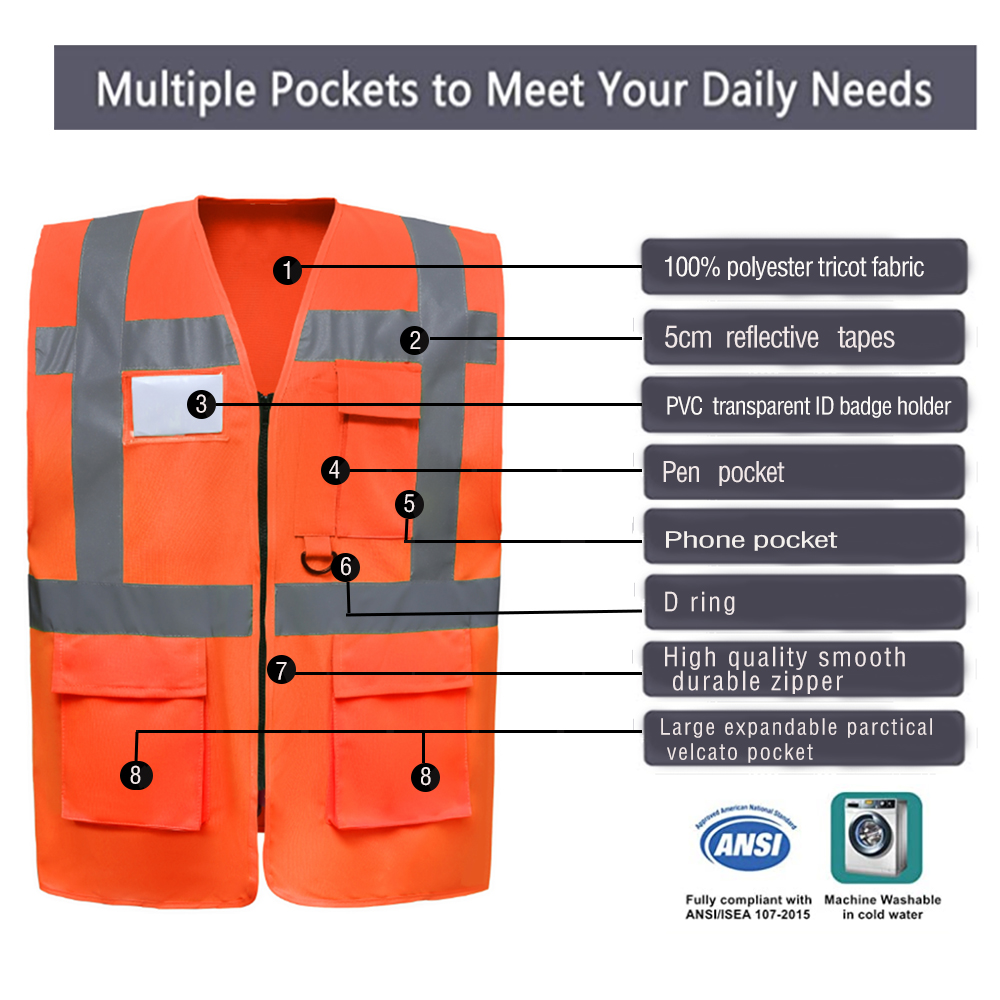 Multiple Pockets to Meet Your Daily Needs
1
100% polyester tricot fabric
2
5cm reflective tapes
3
PVC transparent ID badge holder
4
Pen pocket
5
Phone pocket
6
D ring
7
High quality smooth
durable zipper
8
8
Large expandable parctical
velcato pocket
Approved American National Standard
ANSI
Fully compliant with
ANSI/ISEA 107-2015
Machine Washable
in cold water